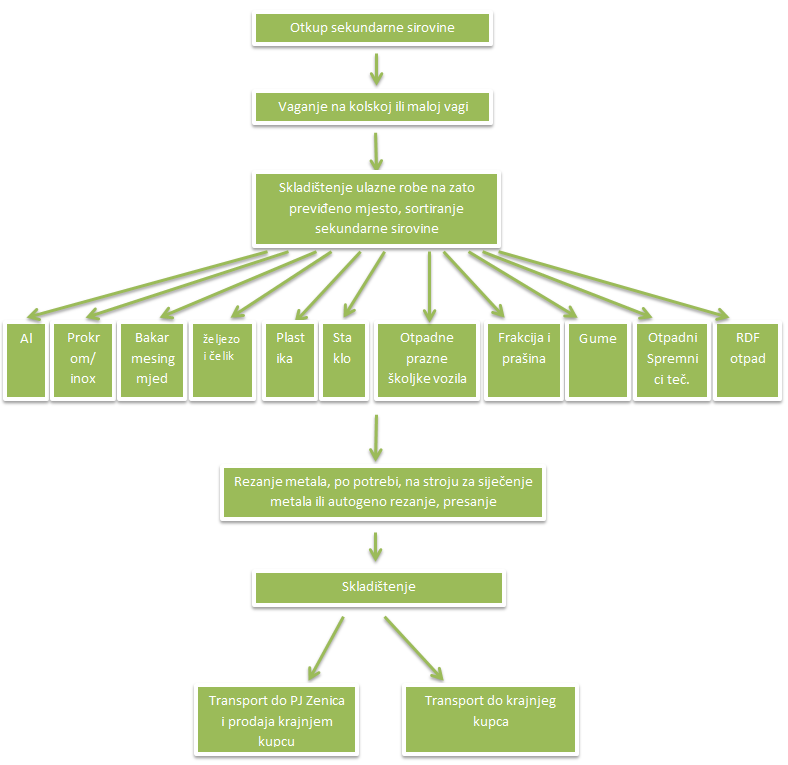 Otkup sekundarne sirovine
Vaganje na kolskoj ili maloj vagi
Skladištenje ulazne robe na zato
previđeno mjesto, sortiranje
sekundarne sirovine
Al
Prokr
om/
inox
Bakar
mesing
mjed
željezo
i čelik
Plast
ika
Sta
klo
Otpadne
prazne
školjke vozila
Frakcija i
prašina
Gume
Otpadni
Spremni
ci teč.
RDF
otpad
Rezanje metala, po potrebi, na stroju za siječenje
metala ili autogeno rezanje, presanje
Skladištenje
Transport do PJ Zenica
i prodaja krajnjem
kupcu
Transport do krajnjeg
kupca